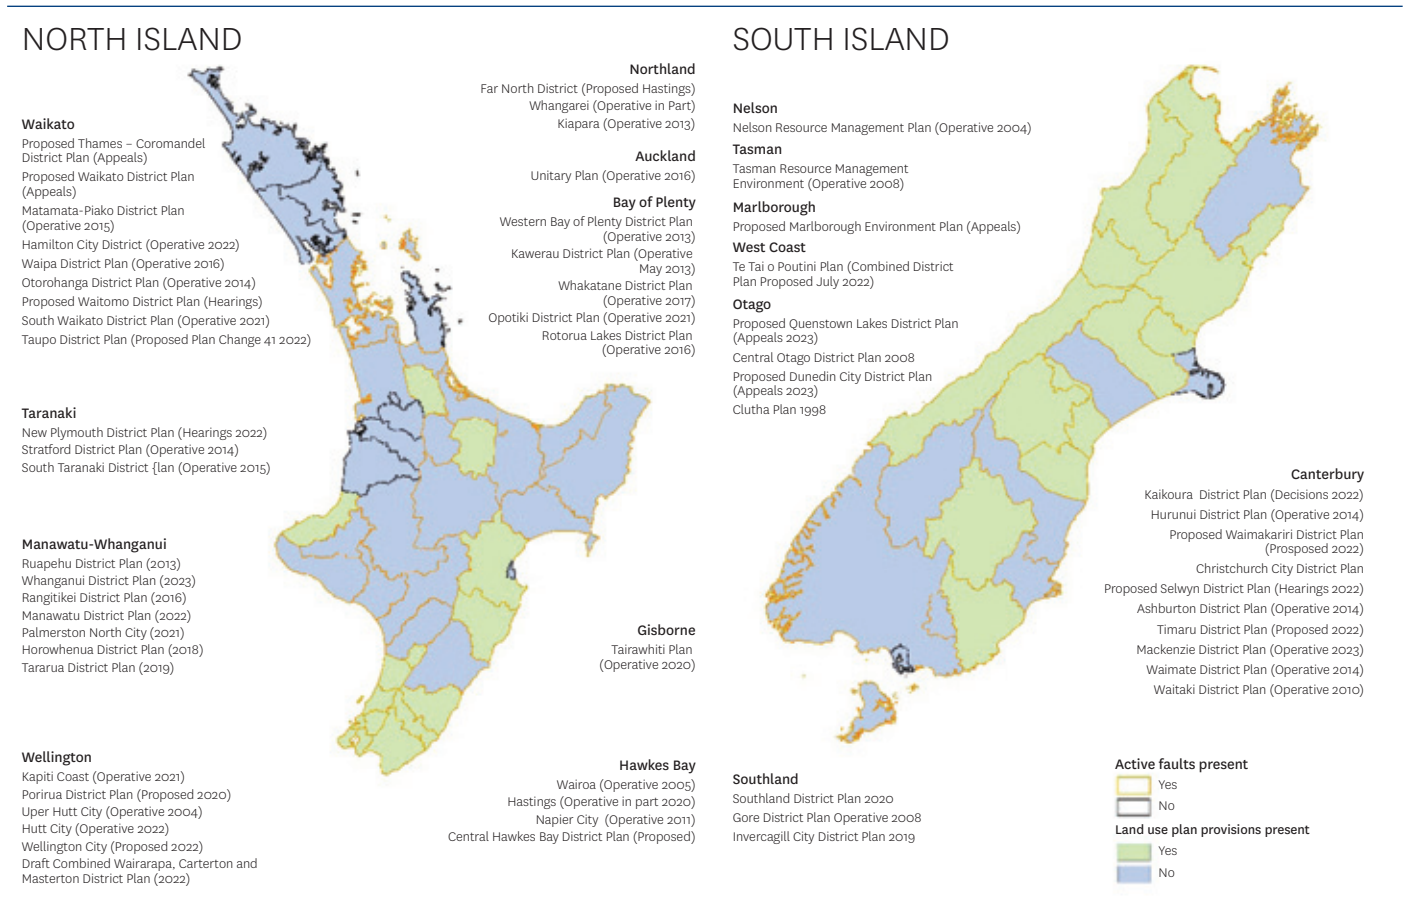 NORTH ISLAND
Waikato
Proposed Thames – Coromandel
District Plan (Appeals)
Proposed Waikato District Plan
(Appeals)
Matamata-Piako District Plan
(Operative 2015)
Hamilton City District (Operative 2022)
Waipa District Plan (Operative 2016)
Otorohanga District Plan (Operative 2014)
Proposed Waitomo District Plan (Hearings)
South Waikato District Plan (Operative 2021)
Taupo District Plan (Proposed Plan Change 41 2022)
Taranaki
New Plymouth District Plan (Hearings 2022)
Stratford District Plan (Operative 2014)
South Taranaki District {lan (Operative 2015)
Manawatu-Whanganui
Ruapehu District Plan (2013)
Whanganui District Plan (2023)
Rangitikei District Plan (2016)
Manawatu District Plan (2022)
Palmerston North City (2021)
Horowhenua District Plan (2018)
Tararua District Plan (2019)
Wellington
Kapiti Coast (Operative 2021)
Porirua District Plan (Proposed 2020)
Uper Hutt City (Operative 2004)
Hutt City (Operative 2022)
Wellington City (Proposed 2022)
Draft Combined Wairarapa, Carterton and
Masterton District Plan (2022)
Northland
Far North District (Proposed Hastings)
Whangarei (Operative in Part)
Kiapara (Operative 2013)
Auckland
Unitary Plan (Operative 2016)
Bay of Plenty
Western Bay of Plenty District Plan
(Operative 2013)
Kawerau District Plan (Operative
May 2013)
Whakatane District Plan
(Operative 2017)
Opotiki District Plan (Operative 2021)
Rotorua Lakes District Plan
(Operative 2016)
Gisborne
Tairawhiti Plan
(Operative 2020)
Hawkes Bay
Wairoa (Operative 2005)
Hastings (Operative in part 2020)
Napier City (Operative 2011)
Central Hawkes Bay District Plan (Proposed)
SOUTH ISLAND
Nelson
Nelson Resource Management Plan (Operative 2004)
Tasman
Tasman Resource Management
Environment (Operative 2008)
Marlborough
Proposed Marlborough Environment Plan (Appeals)
West Coast
Te Tai o Poutini Plan (Combined District
Plan Proposed July 2022)
Otago
Proposed Quenstown Lakes District Plan
(Appeals 2023)
Central Otago District Plan 2008
Proposed Dunedin City District Plan
(Appeals 2023)
Clutha Plan 1998
Canterbury
Kaikoura District Plan (Decisions 2022)
Hurunui District Plan (Operative 2014)
Proposed Waimakariri District Plan
(Prosposed 2022)
Christchurch City District Plan
Proposed Selwyn District Plan (Hearings 2022)
Ashburton District Plan (Operative 2014)
Timaru District Plan (Proposed 2022)
Mackenzie District Plan (Operative 2023)
Waimate District Plan (Operative 2014)
Waitaki District Plan (Operative 2010)
Southland
Southland District Plan 2020
Gore District Plan Operative 2008
Invercagill City District Plan 2019
Active faults present
Yes
No
Land use plan provisions present
Yes
No